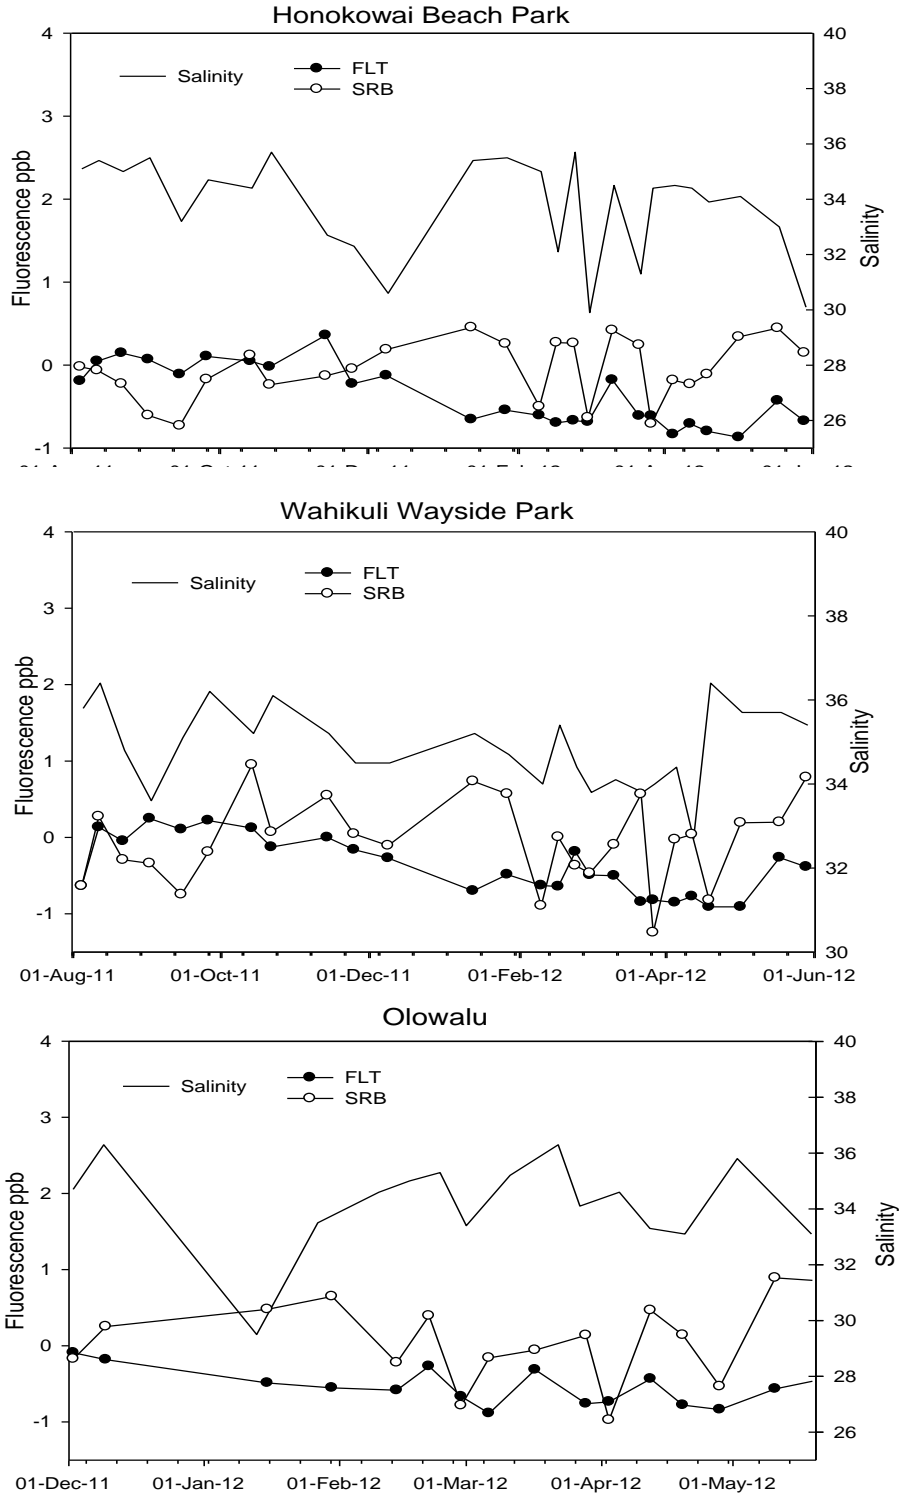 Honokowai Beach Park
4 40
38
Salinity FLT
SRB
3
36
2 34
Fluorescence ppb
Salinity
32
1
30
0 28
26
-1
Wahikuli Wayside Park
4 40
Salinity FLT
SRB
38
3
2
36
Fluorescence ppb
Salinity
1
34
0
32
-1
30
01-Aug-11 01-Oct-11 01-Dec-11 01-Feb-12 01-Apr-12 01-Jun-12
Olowalu
4 40
Salinity FLT
SRB
38
3
36
2
34
Fluorescence ppb
Salinity
1
32
30
0
28
-1
26
01-Dec-11 01-Jan-12 01-Feb-12 01-Mar-12 01-Apr-12 01-May-12